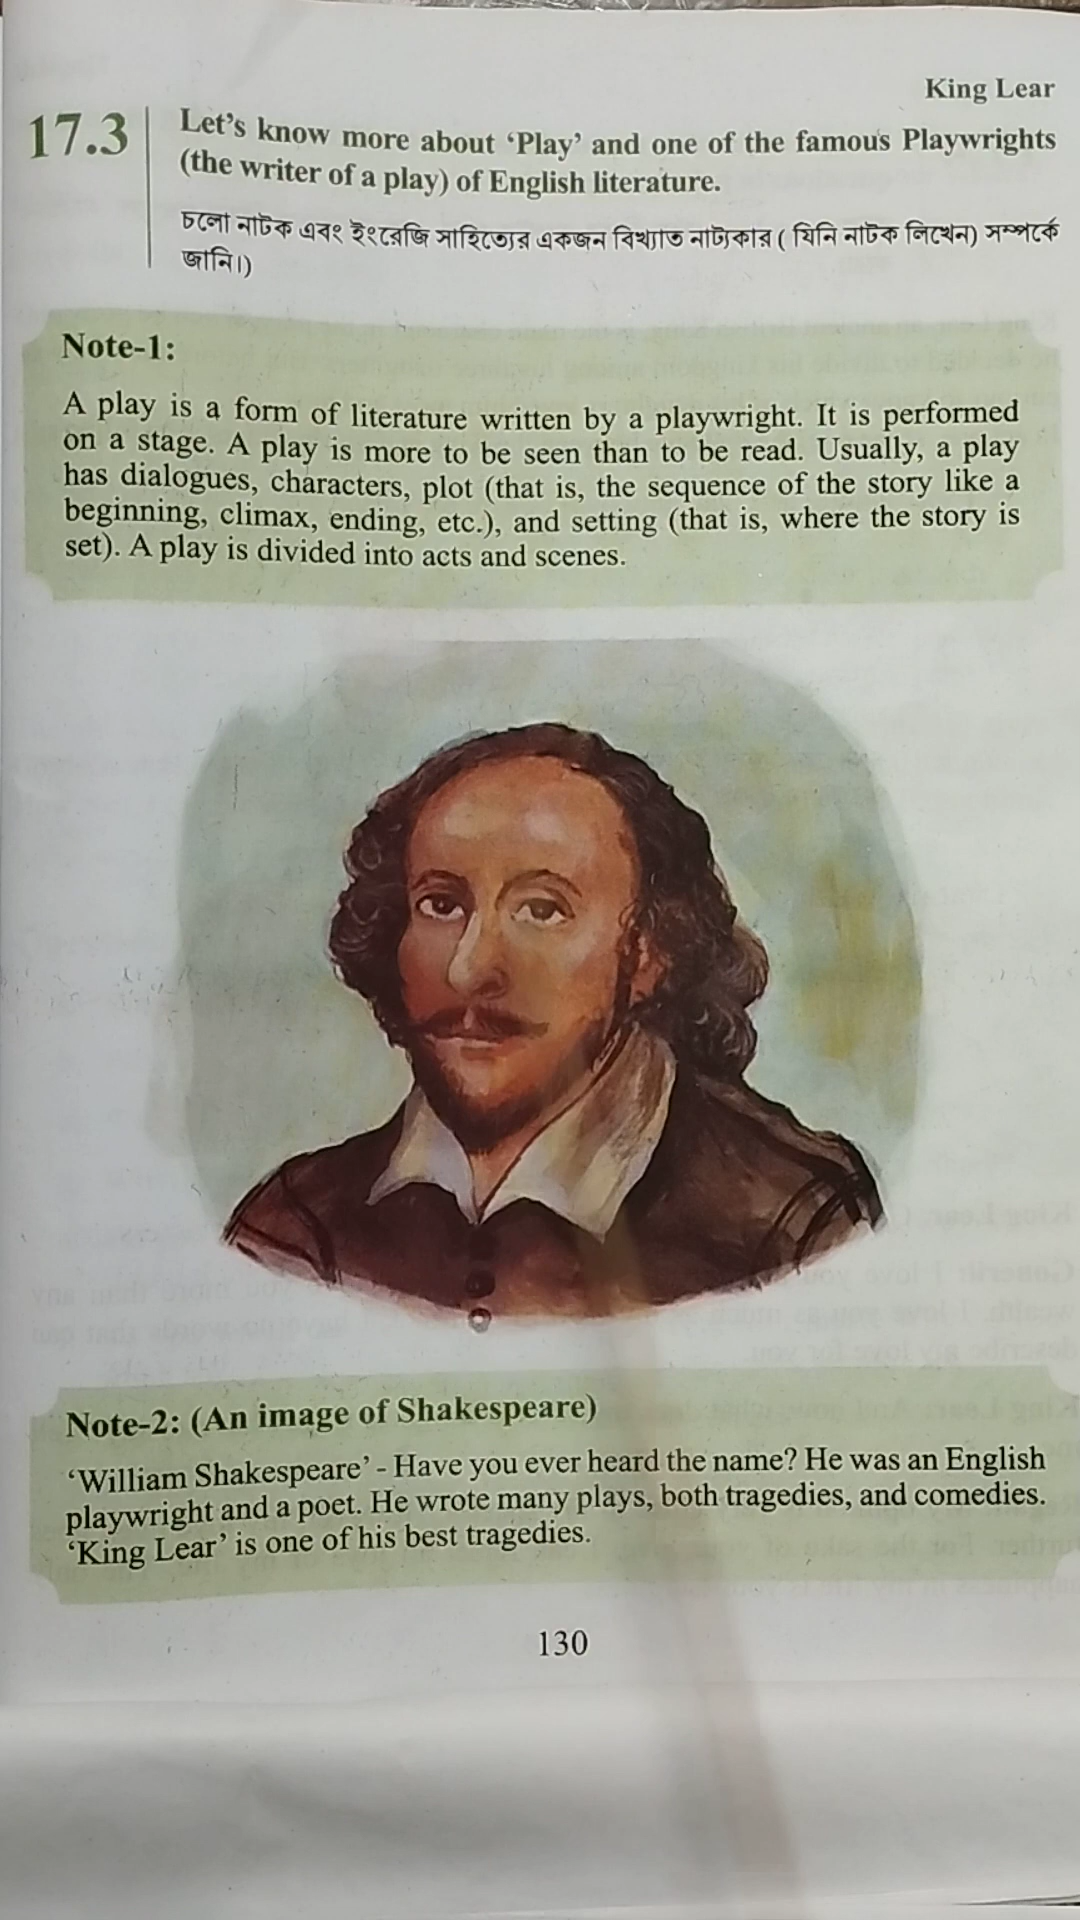 King Lear
17.3
Let's know more about 'Play' and one of the famous Playwrights
(the writer of a play) of English literature.
চলো নাটক এবং ইংরেজি সাহিত্যের একজন বিখ্যাত নাট্যকার ( যিনি নাটক লিখেন) সম্পর্কে
জানি।)
Note-1:
A play is a form of literature written by a playwright. It is performed
on a stage. A play is more to be seen than to be read. Usually, a play
has dialogues, characters, plot (that is, the sequence of the story like a
beginning, climax, ending, etc.), and setting (that is, where the story is
set). A play is divided into acts and scenes.
Note-2: (An image of Shakespeare)
'William Shakespeare' - Have you ever heard the name? He was an English
playwright and a poet. He wrote many plays, both tragedies, and comedies.
'King Lear' is one of his best tragedies.
130